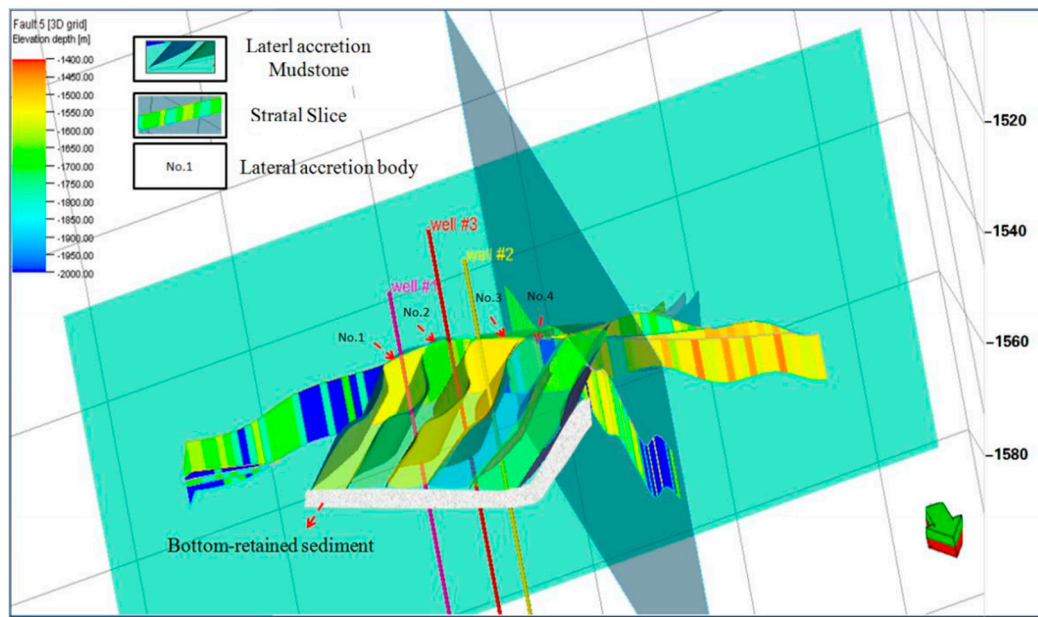 Fault 5 [3D grid]
Elevation depth [m]
-1400.00
-1450.00
-1500.00
-1550.00
-1600.00
-1650.00
-1700.00
-1750.00
-1800.00
-1850.00
-1900.00
-1950.00
-2000.00
Laterl accretion
Mudstone
Stratal Slice
No.1
Lateral accretion body
-1520
-1540
-1560
-1580
well #3
well #2
well #1
No.1
No.2
No.3
No.4
Bottom-retained sediment